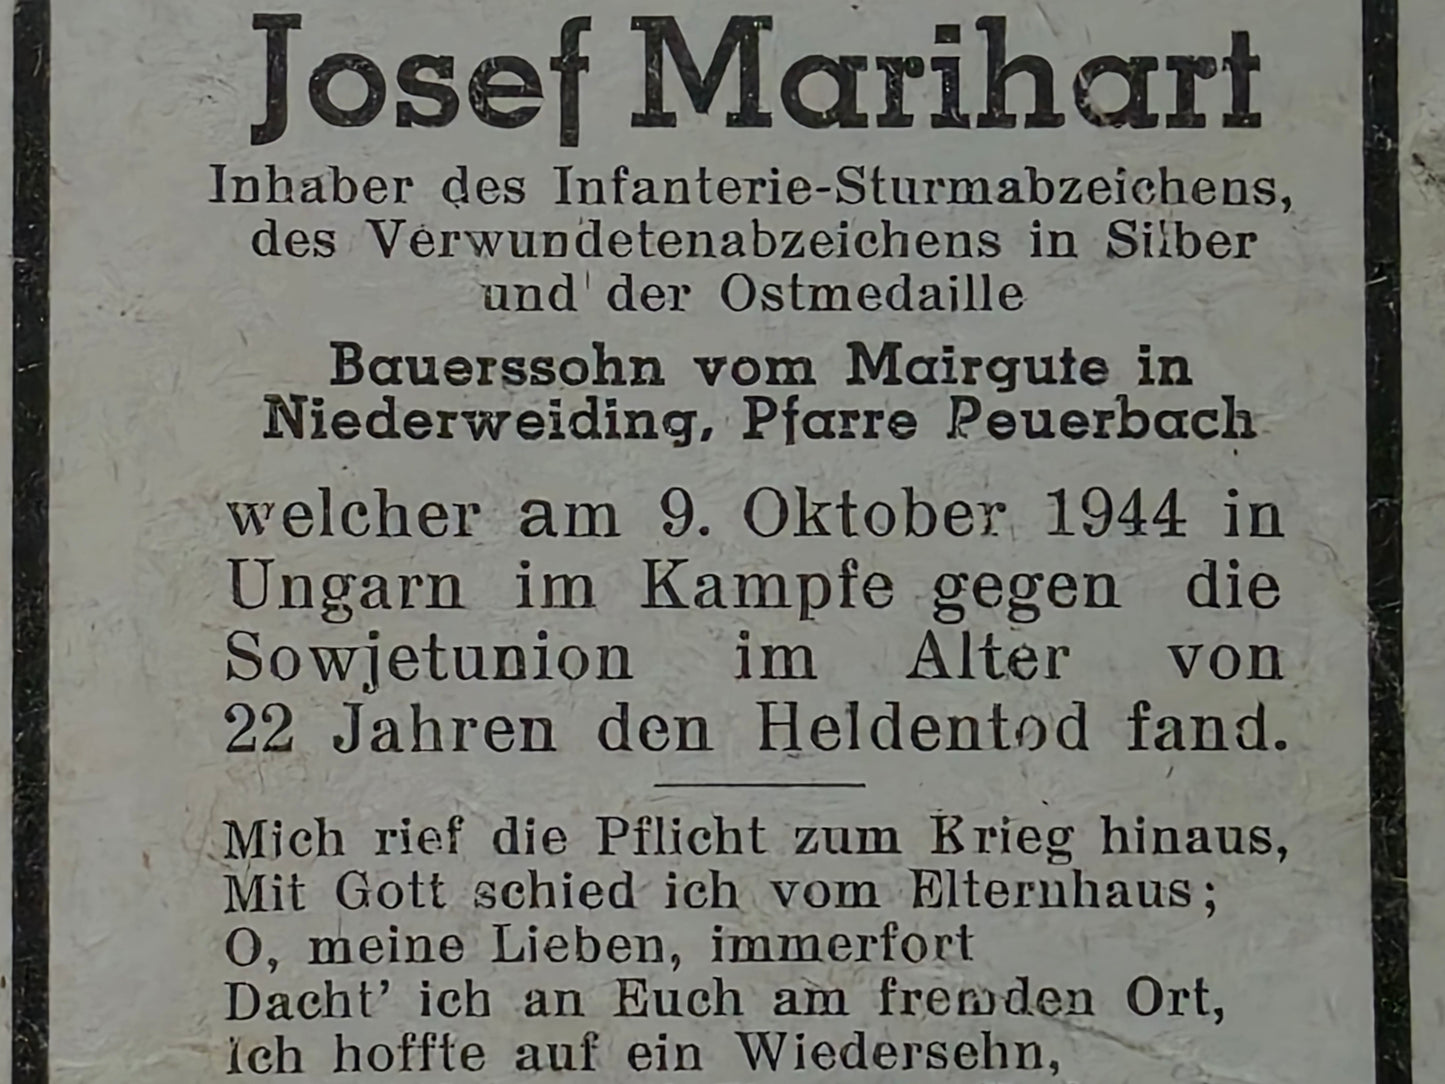 Josef Marihart
Inhaber des Infanterie-Sturmabzeichens,
des Verwundetenabzeichens in Silber
und der Ostmedaille
Bauerssohn vom Mairgute in
Niederweiding, Pfarre Peuerbach
welcher am 9. Oktober 1944 in
Ungarn im Kampfe gegen die
Sowjetunion im Alter von
22 Jahren den Heldentod fand.
Mich rief die Pflicht zum Krieg hinaus,
Mit Gott schied ich vom Elternhaus;
O, meine Lieben, immerfort
Dacht' ich an Euch am fremden Ort,
Ich hoffte auf ein Wiedersehn,